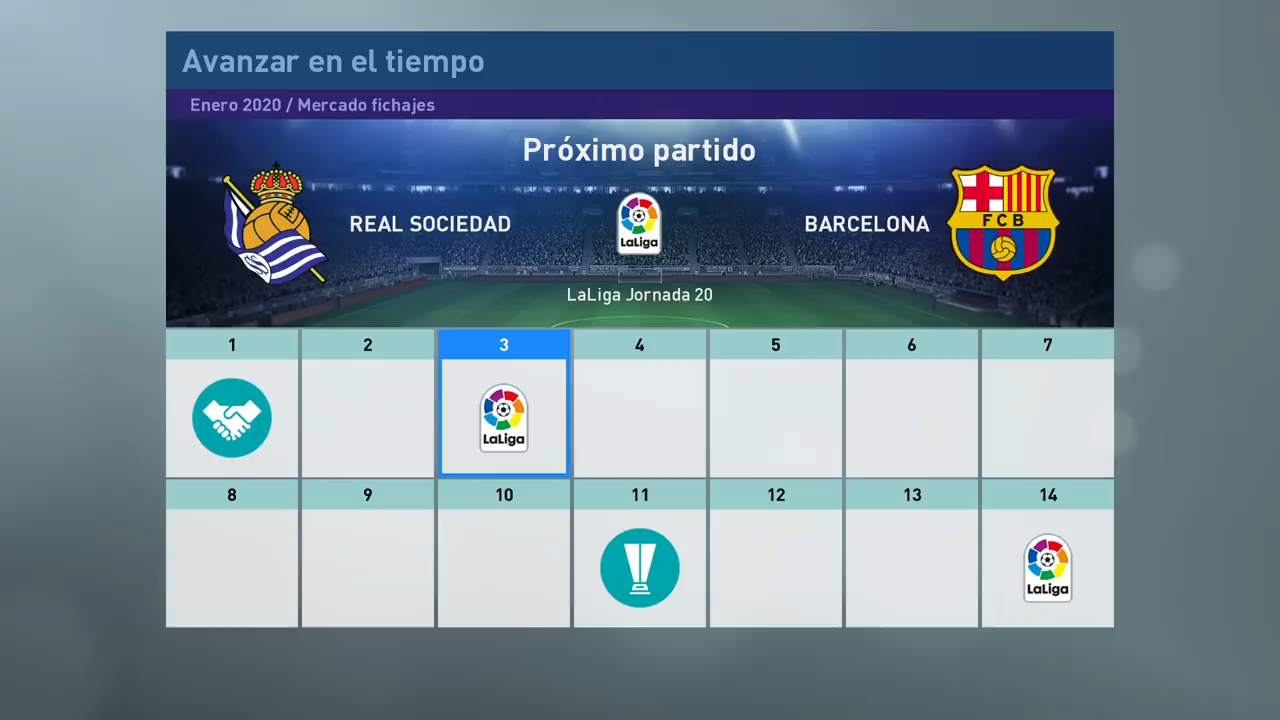 Avanzar en el tiempo
Enero 2020 / Mercado fichajes
Próximo partido
REAL SOCIEDAD
LaLiga
BARCELONA
FCB
LaLiga Jornada 20
1 2 3 4 5 6 7
LaLiga
8 9 10 11 12 13 14
LaLiga